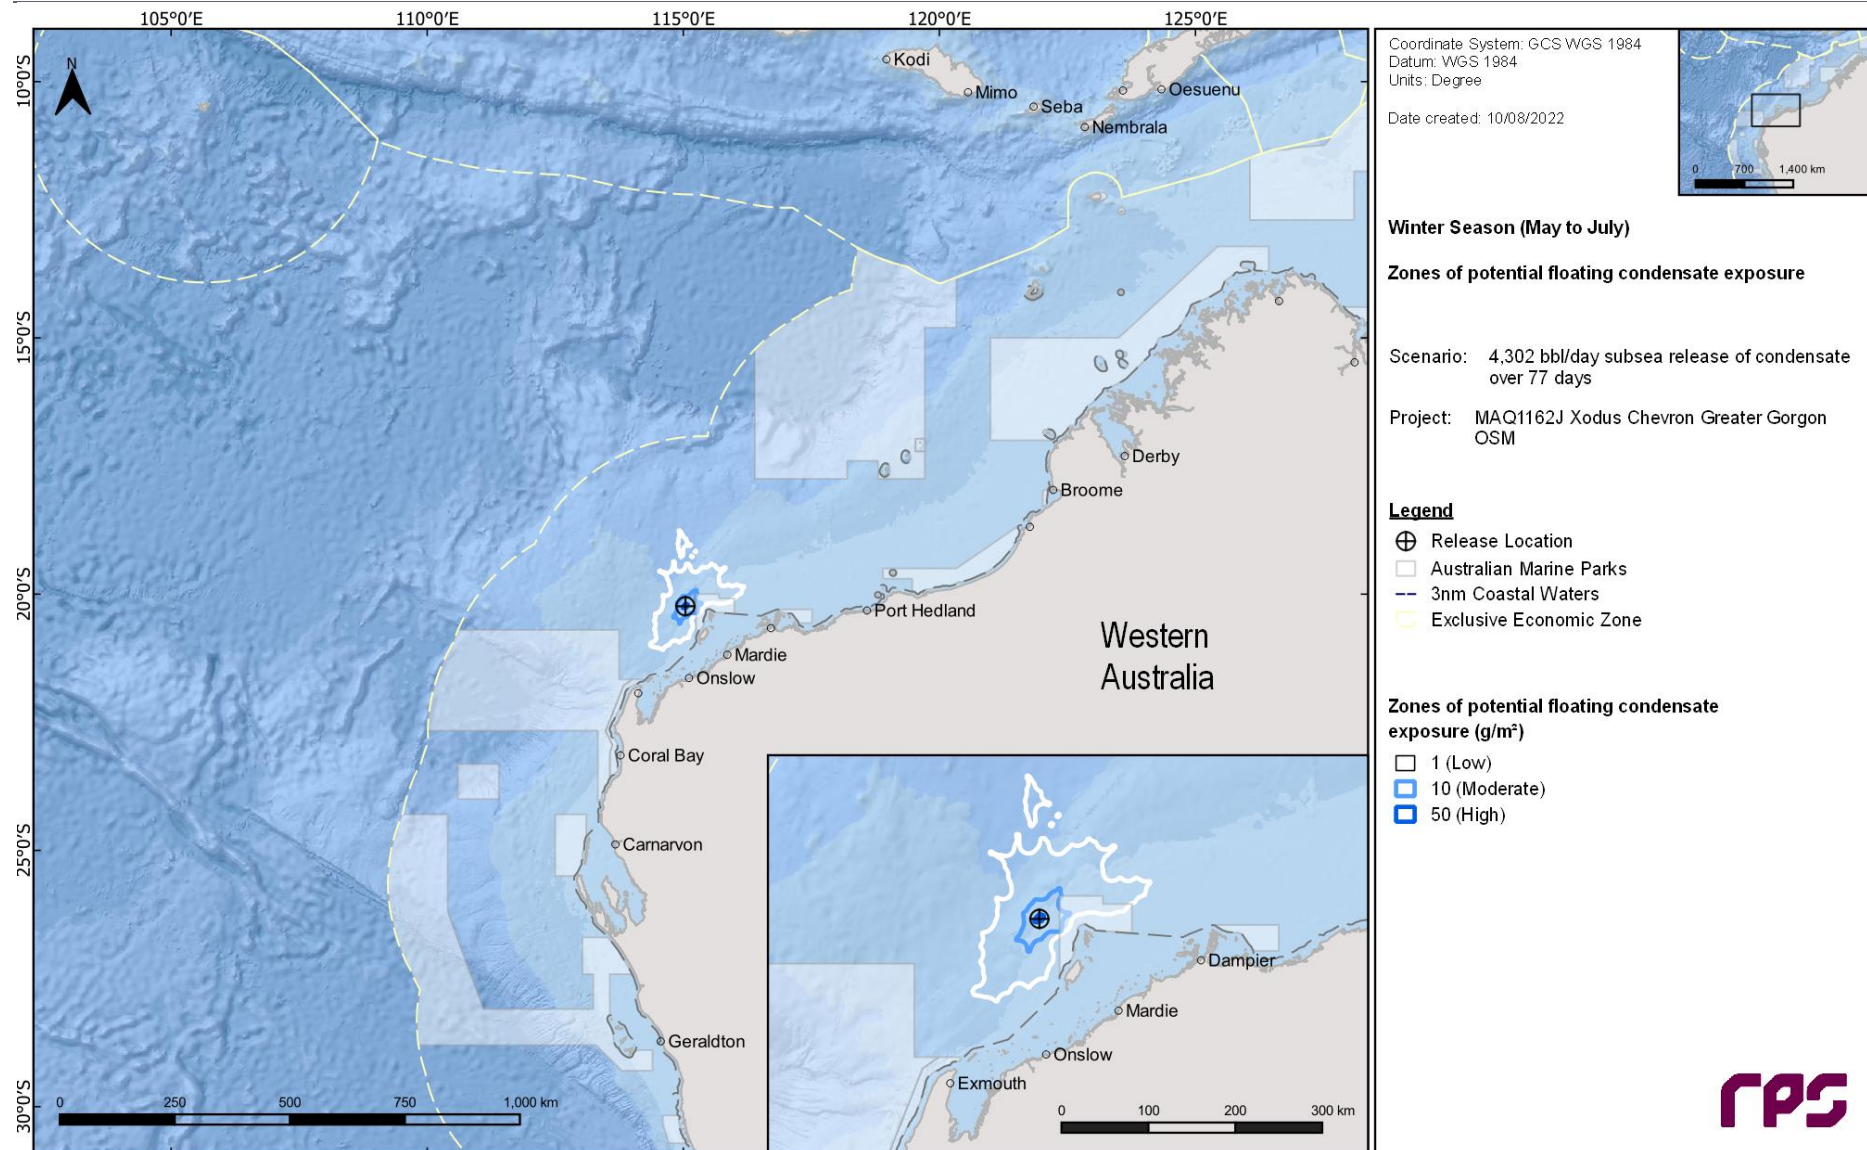 105°0'E 110°0'E 115°0'E 120°0'E 125°0'E
10°0'S
15°0'S
20°0'S
25°0'S
30°0'S
N
Kodi
Mimo
Seba
Oesuenu
Nembrala
Derby
Broome
Port Hedland
Western
Australia
Mardie
Onslow
Coral Bay
Carnarvon
Geraldton
0 250 500 750 1,000 km
Dampier
Mardie
Onslow
Exmouth
0 100 200 300 km
Coordinate System: GCS WGS 1984
Datum: WGS 1984
Units: Degree
Date created: 10/08/2022
0 700 1,400 km
Winter Season (May to July)
Zones of potential floating condensate exposure
Scenario: 4,302 bbl/day subsea release of condensate
over 77 days
Project: MAQ1162J Xodus Chevron Greater Gorgon
OSM
Legend
Release Location
Australian Marine Parks
3nm Coastal Waters
Exclusive Economic Zone
Zones of potential floating condensate
exposure (g/m²)
1 (Low)
10 (Moderate)
50 (High)
rps